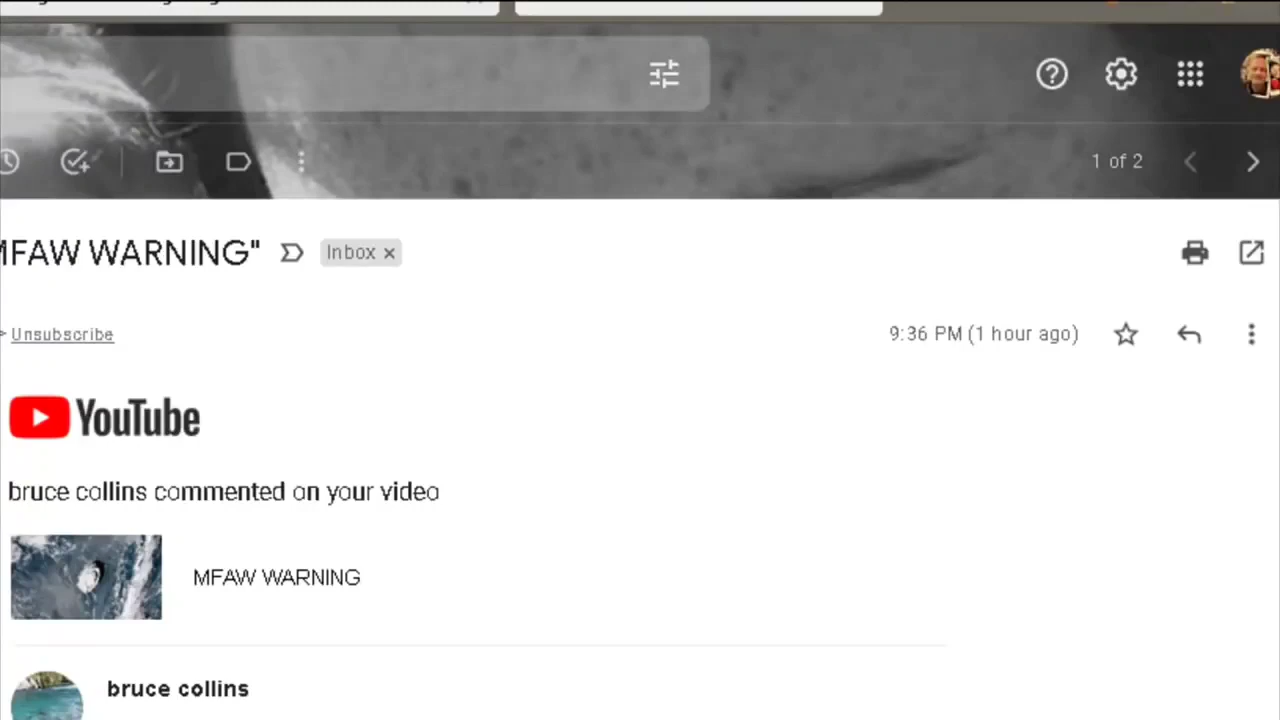 1 of 2
MFAW WARNING"
Inbox
Unsubscribe
9:36 PM (1 hour ago)
YouTube
bruce collins commented on your video
MFAW WARNING
bruce collins